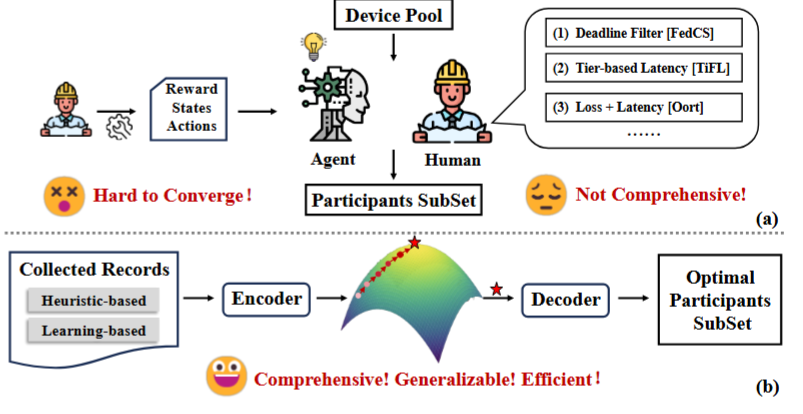 Device Pool
(1) Deadline Filter [FedCS]
(2) Tier-based Latency [TiFL]
(3) Loss + Latency [Oort]
……
Reward
States
Actions
Agent
Human
Hard to Converge!
Participants SubSet
Not Comprehensive!
(a)
Collected Records
Heuristic-based
Learning-based
Encoder
Decoder
Optimal
Participants
SubSet
Comprehensive! Generalizable! Efficient!
(b)